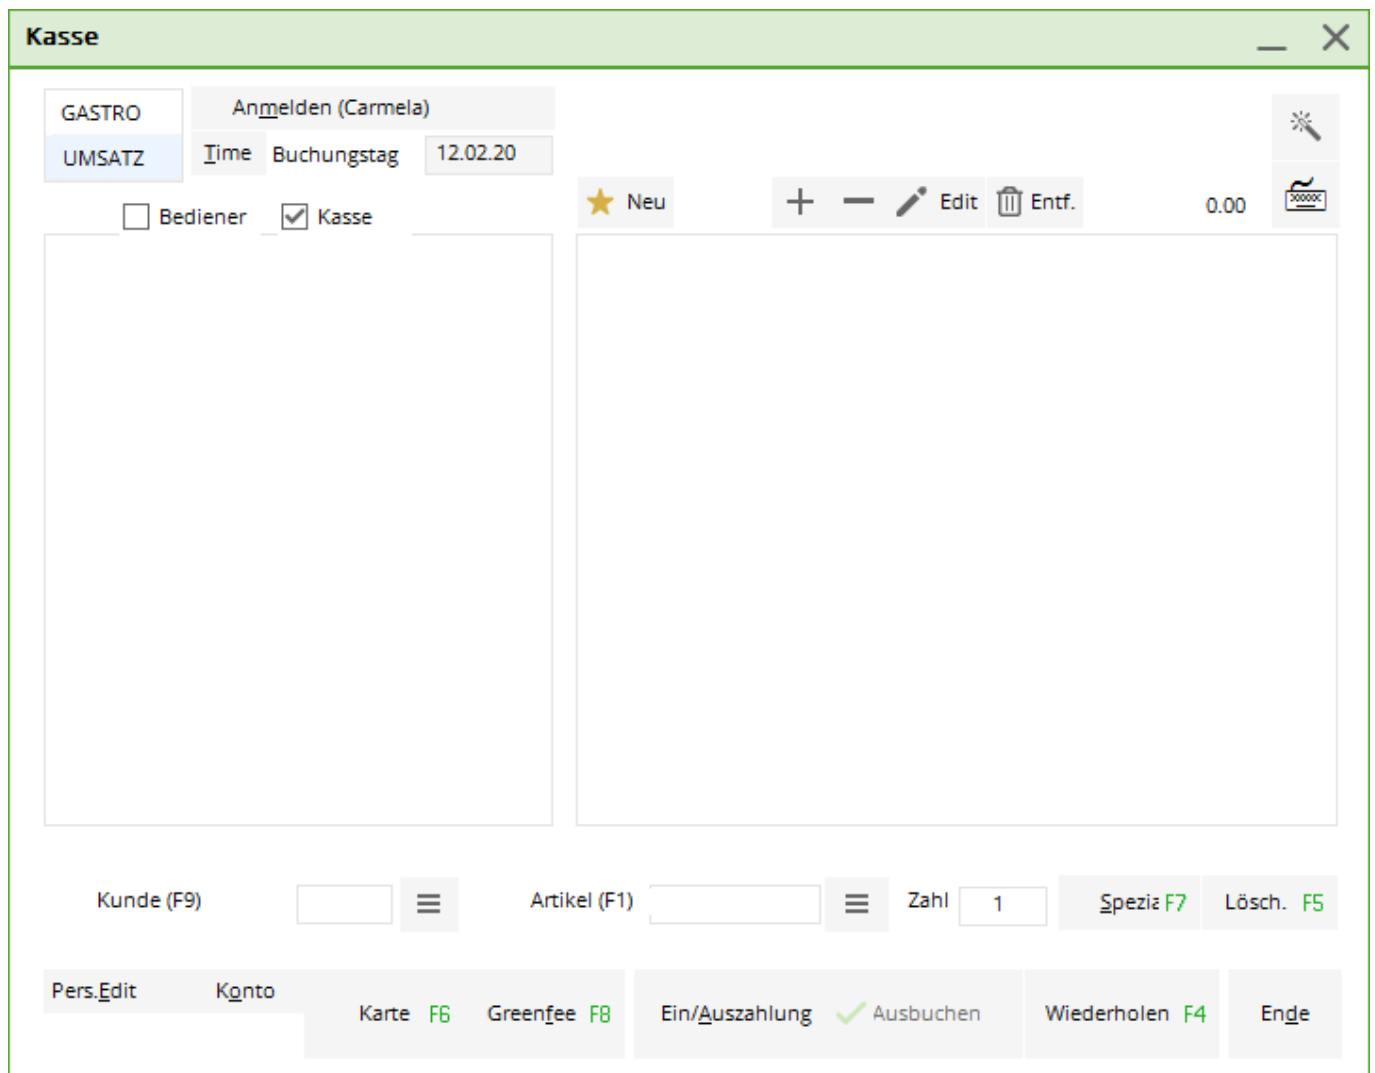 Kasse
GASTRO
Anmelden (Carmela)
UMSATZ
Time Buchungstag 12.02.20
Neu
Edit
Entf.
0.00
Bediener
Kasse
Kunde (F9)
Artikel (F1)
Zahl 1
Spezia F7
Lösch. F5
Pers.Edit
Konto
Karte F6
Greenfee F8
Ein/Auszahlung
Ausbuchen
Wiederholen F4
Ende